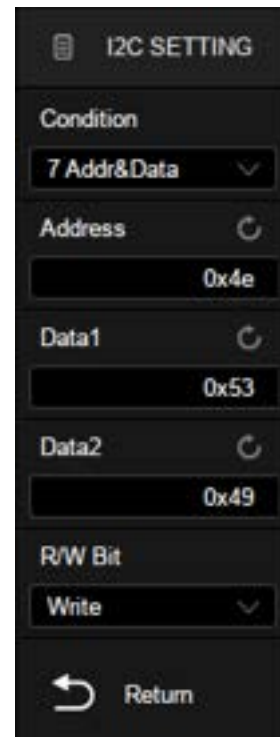 I2C SETTING
Condition
7 Addr&Data
Address
0x4e
Data1
0x53
Data2
0x49
R/W Bit
Write
Return